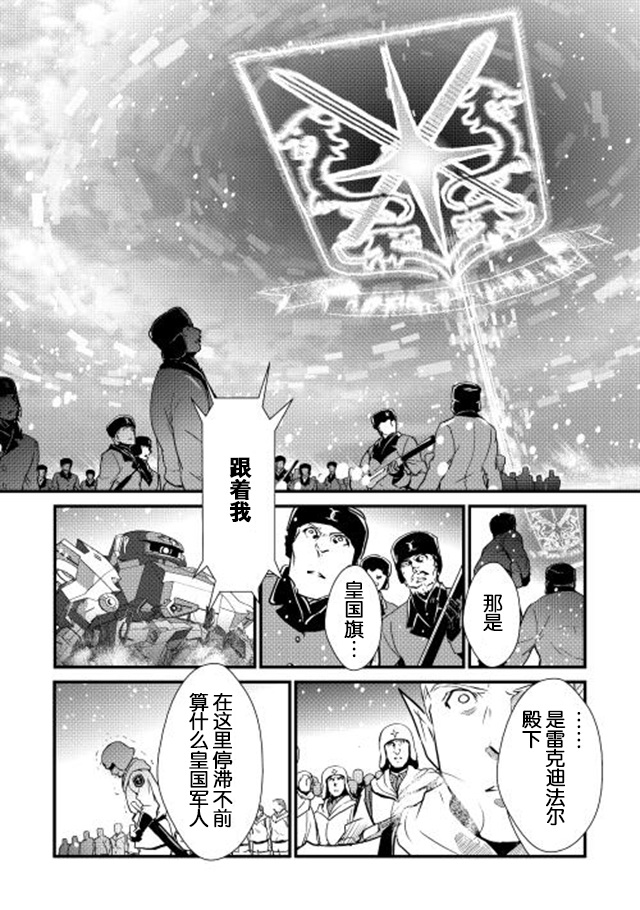 跟着我
那是
皇国旗…
……
是雷克迪法尔
殿下
在这里停滞不前
算什么皇国军人